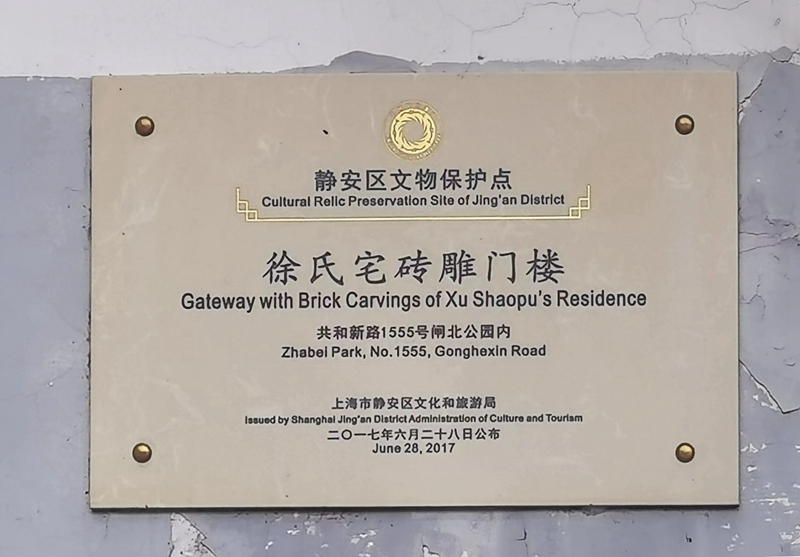 静安区文物保护点
Cultural Relic Preservation Site of Jing'an District
徐氏宅砖雕门楼
Gateway with Brick Carvings of Xu Shaopu's Residence
共和新路1555号闸北公园内
Zhabei Park, No.1555, Gonghexin Road
上海市静安区文化和旅游局
Issued by Shanghai Jing'an District Administration of Culture and Tourism
二〇一七年六月二十八日公布
June 28, 2017